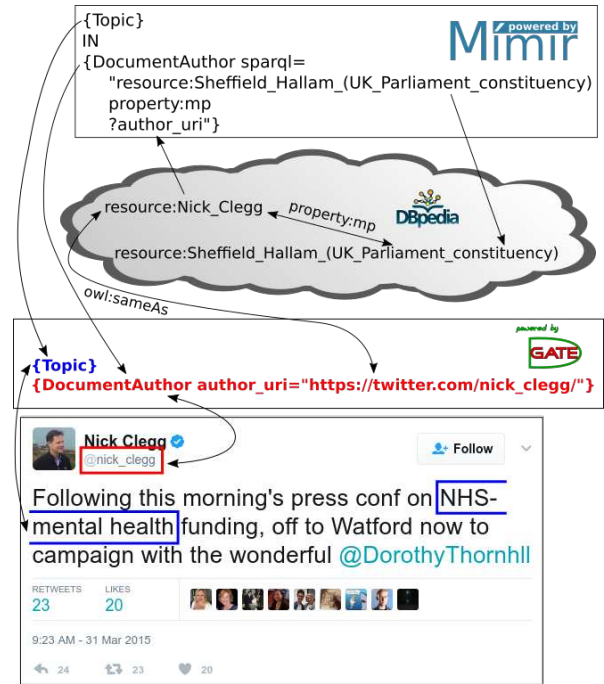 {Topic}
IN
{DocumentAuthor sparql=
"resource:Sheffield_Hallam_(UK_Parliament_constituency)
property:mp
?author_uri"}
powered by
Mímir
resource:Nick_Clegg
property:mp
DBpedia
resource:Sheffield_Hallam_(UK_Parliament_constituency)
owl:sameAs
powered by
GATE
{Topic}
{DocumentAuthor author_uri="https://twitter.com/nick_clegg/"}
Nick Clegg
@nick_clegg
Follow
Following this morning's press conf on NHS-
mental health funding, off to Watford now to
campaign with the wonderful @DorothyThornhll
RETWEETS LIKES
23 20
9:23 AM - 31 Mar 2015
24 23 20